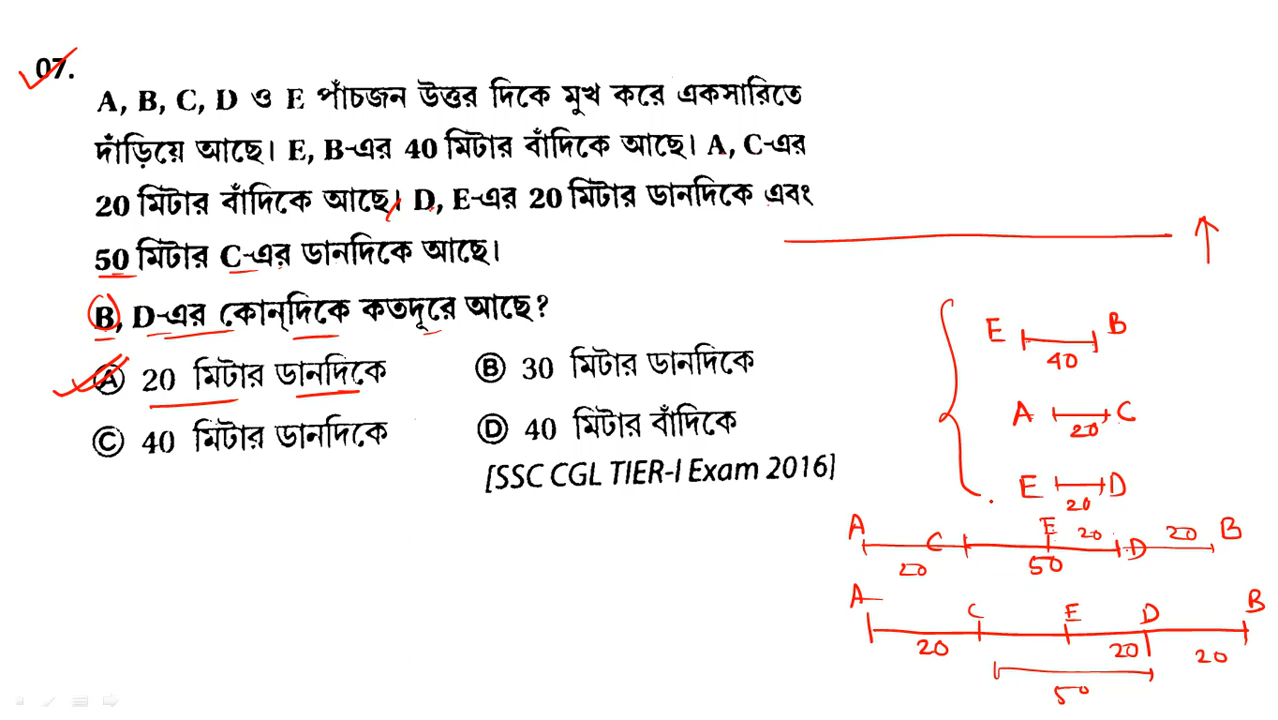 07.
A, B, C, D ও E পাঁচজন উত্তর দিকে মুখ করে একসারিতে
দাঁড়িয়ে আছে। E, B-এর 40 মিটার বাঁদিকে আছে। A, C-এর
20 মিটার বাঁদিকে আছে। D, E-এর 20 মিটার ডানদিকে এবং
50 মিটার C-এর ডানদিকে আছে।
B, D-এর কোন্‌দিকে কতদূরে আছে?
Ⓐ 20 মিটার ডানদিকে Ⓑ 30 মিটার ডানদিকে
Ⓒ 40 মিটার ডানদিকে Ⓓ 40 মিটার বাঁদিকে
[SSC CGL TIER-I Exam 2016]
E B
40
A C
20
E D
20
A C E 20 D 20 B
20 50
A C E D B
20 20 20
50